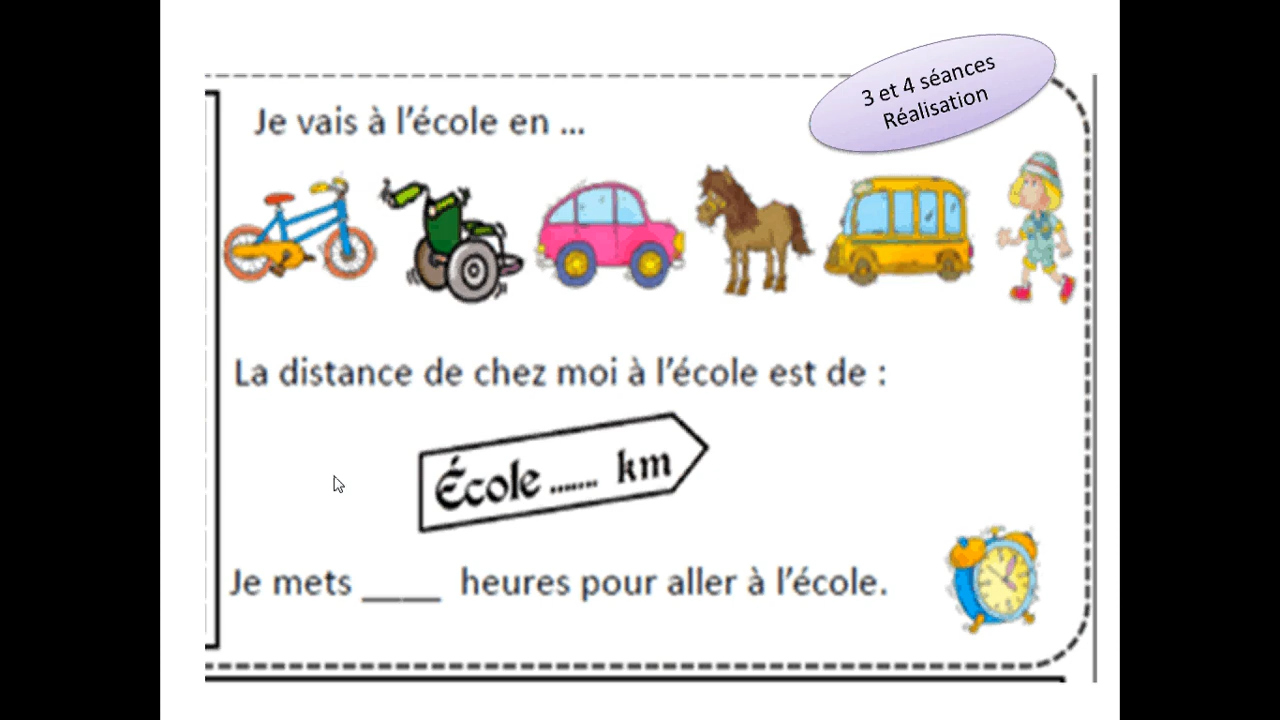 3 et 4 séances
Réalisation
Je vais à l'école en ...
La distance de chez moi à l'école est de :
École ....... km
Je mets ____ heures pour aller à l'école.